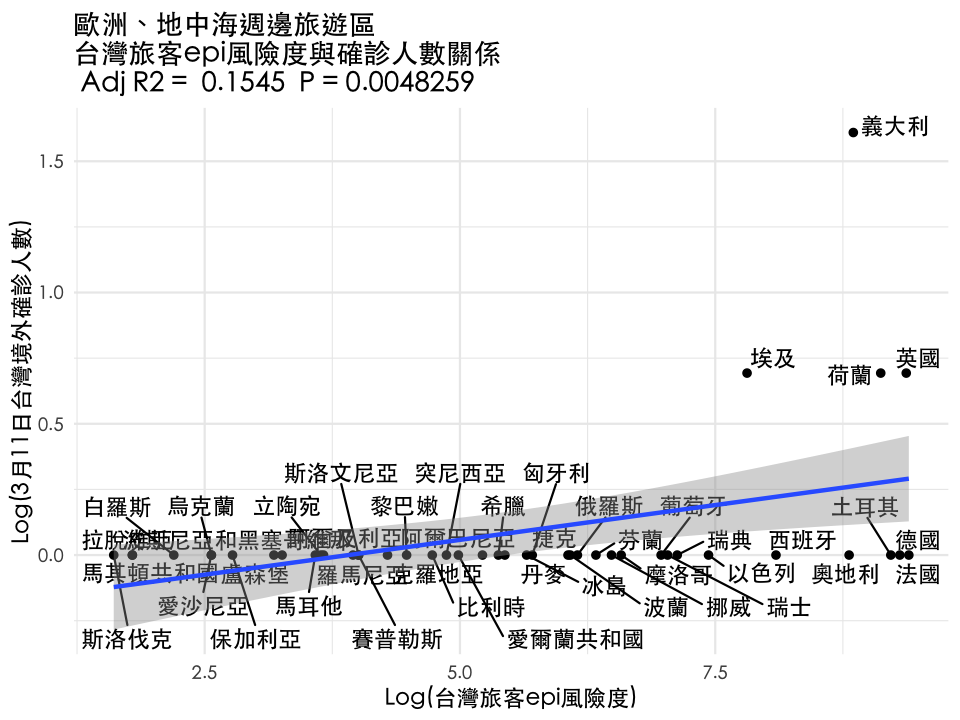 歐洲、地中海週邊旅遊區
台灣旅客epi風險度與確診人數關係
Adj R2 = 0.1545 P = 0.0048259
義大利
1.5
1.0
埃及
英國
荷蘭
0.5
斯洛文尼亞 突尼西亞 匈牙利
白羅斯 烏克蘭 立陶宛 黎巴嫩 希臘 俄羅斯 葡萄牙 土耳其
捷克 芬蘭 瑞典 西班牙 德國
0.0
馬其頓共和國 盧森堡 羅馬尼亞 克羅地亞 丹麥 冰島 摩洛哥 以色列 奧地利 法國
愛沙尼亞 馬耳他 比利時 波蘭 挪威 瑞士
斯洛伐克 保加利亞 賽普勒斯 愛爾蘭共和國
2.5 5.0 7.5
Log(台灣旅客epi風險度)
Log(3月11日台灣境外確診人數)